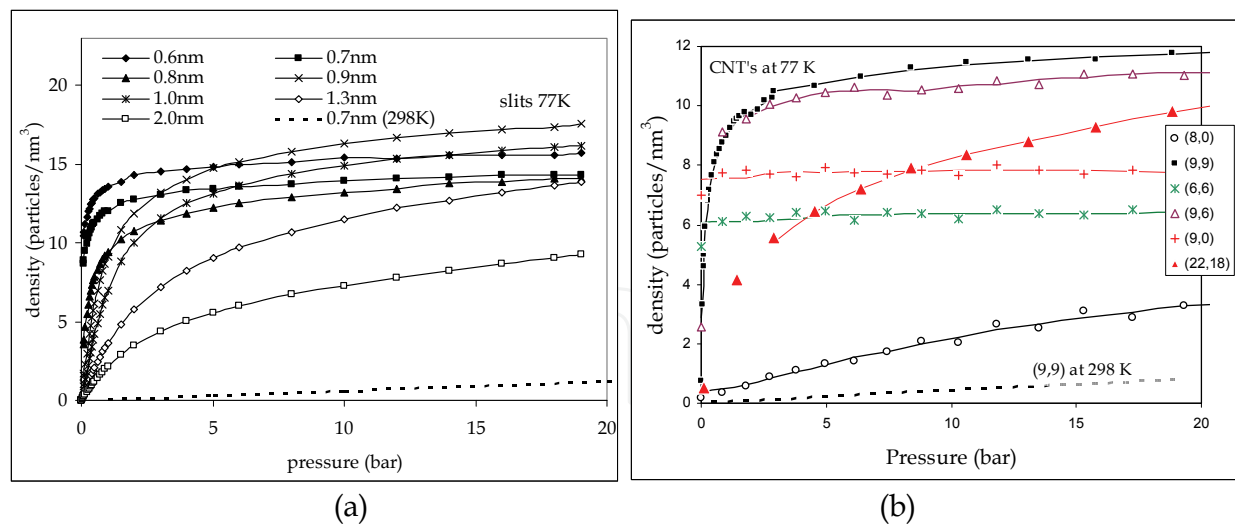 (a)
0.6nm 0.7nm
0.8nm 0.9nm
1.0nm 1.3nm
2.0nm 0.7nm (298K)
slits 77K
density (particles/nm³)
20
15
10
5
0
0 5 10 15 20
pressure (bar)
(a)
(b)
CNT's at 77 K
density (particles/nm³)
12
10
8
6
4
2
0
(8,0)
(9,9)
(6,6)
(9,6)
(9,0)
(22,18)
(9,9) at 298 K
0 5 10 15 20
Pressure (bar)
(b)